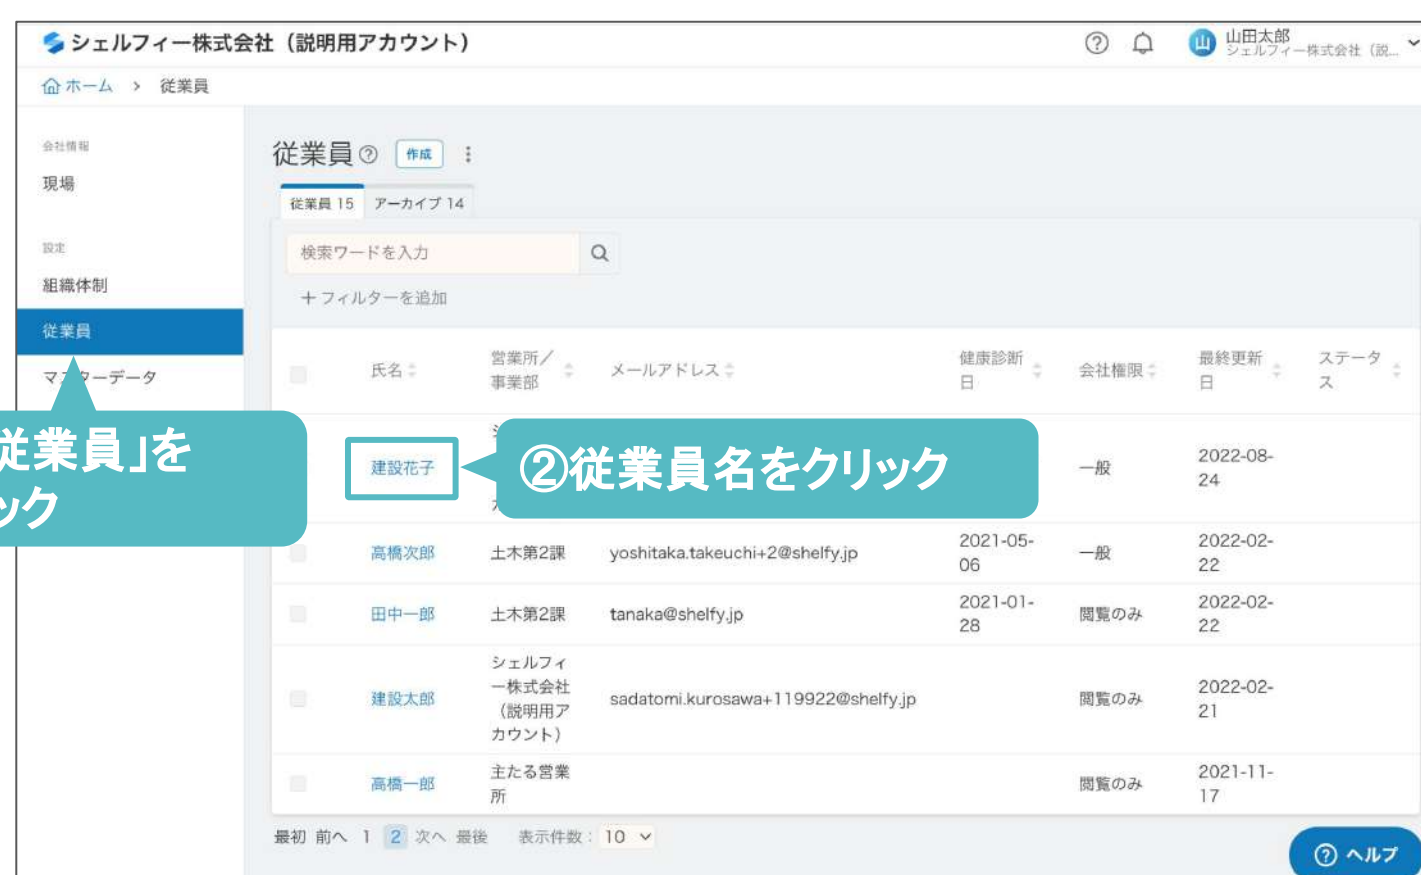 シェルフィー株式会社（説明用アカウント）
山
山田太郎
シェルフィー株式会社（説...
ホーム > 従業員
会社情報
現場
設定
組織体制
従業員
マスターデータ
従業員 作成
従業員 15 アーカイブ 14
検索ワードを入力
＋フィルターを追加
氏名 営業所／事業部 メールアドレス 健康診断日 会社権限 最終更新日 ステータス
従業員」を
ック
②従業員名をクリック
建設花子 一般 2022-08-24
高橋次郎 土木第2課 yoshitaka.takeuchi+2@shelfy.jp 2021-05-06 一般 2022-02-22
田中一郎 土木第2課 tanaka@shelfy.jp 2021-01-28 閲覧のみ 2022-02-22
建設太郎 シェルフィー株式会社（説明用アカウント） sadatomi.kurosawa+119922@shelfy.jp 閲覧のみ 2022-02-21
高橋一郎 主たる営業所 閲覧のみ 2021-11-17
最初 前へ 1 2 次へ 最後 表示件数： 10
ヘルプ